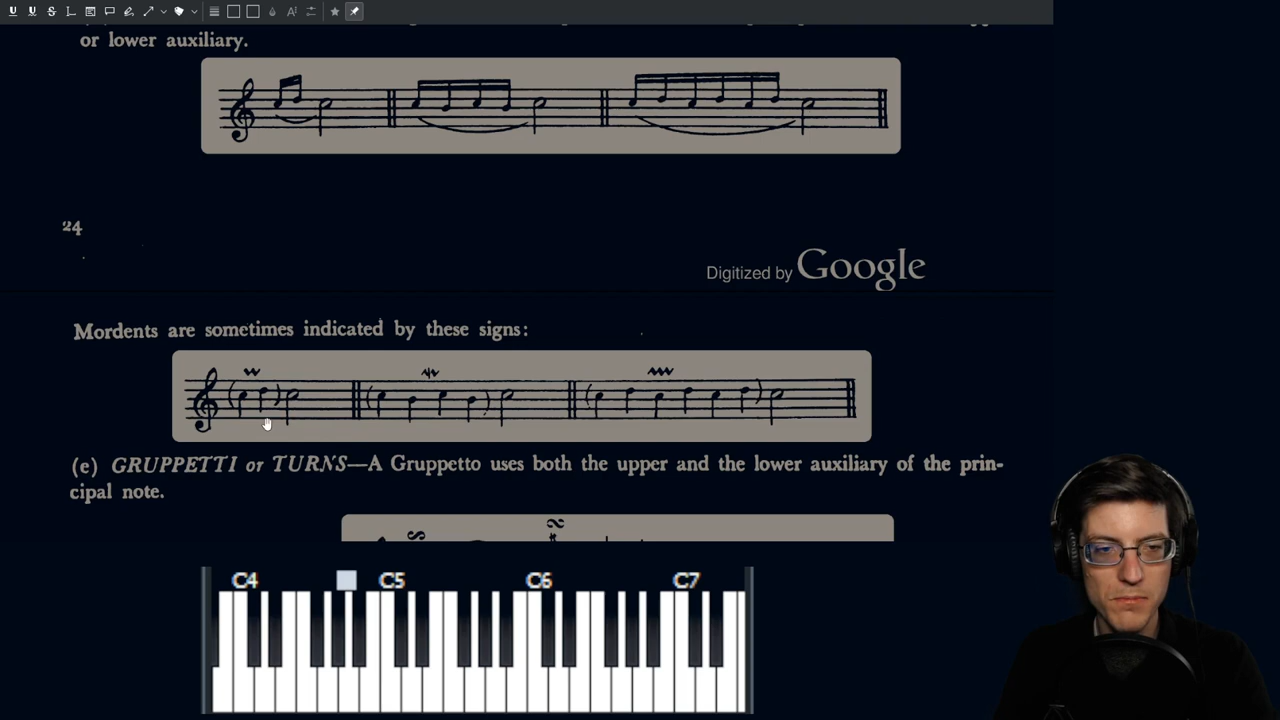 or lower auxiliary.
24
Digitized by Google
Mordents are sometimes indicated by these signs:
(e) GRUPPETTI or TURNS—A Gruppetto uses both the upper and the lower auxiliary of the prin-
cipal note.
C4 C5 C6 C7